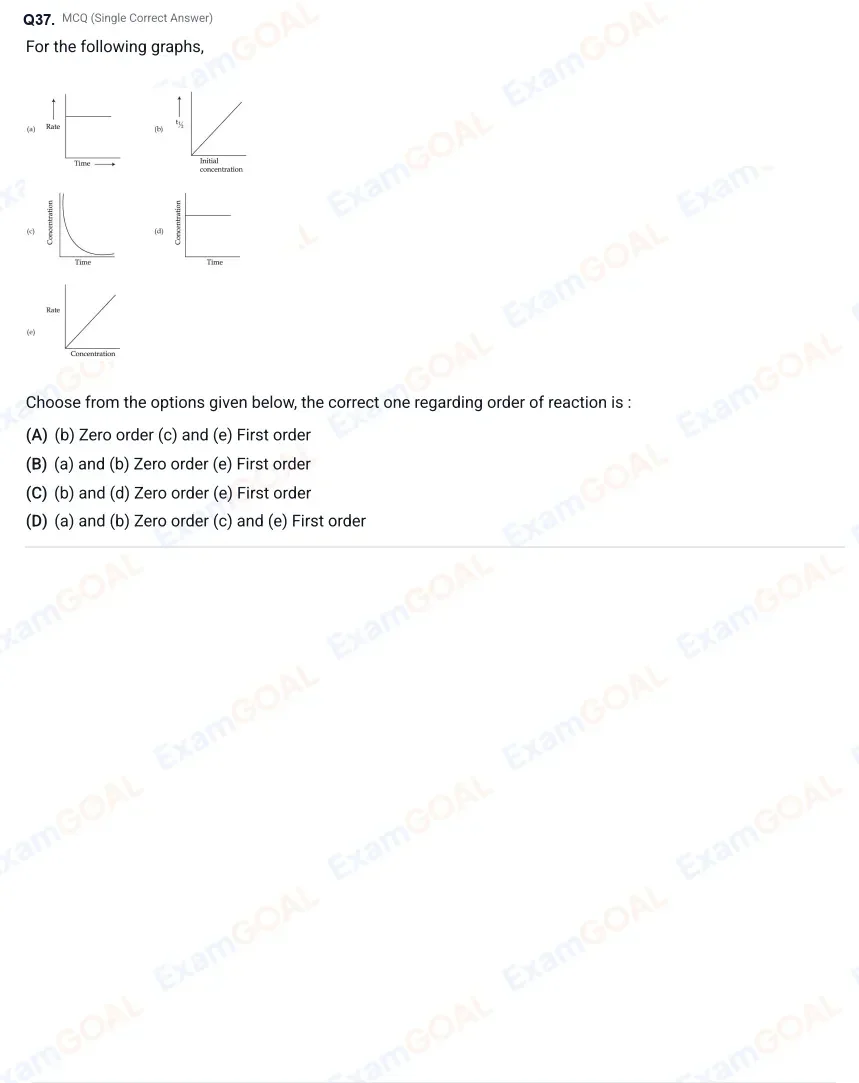 Q37. MCQ (Single Correct Answer)
For the following graphs,
(a) Rate Time
(b) t½ Initial concentration
(c) Concentration Time
(d) Concentration Time
(e) Rate Concentration
Choose from the options given below, the correct one regarding order of reaction is :
(A) (b) Zero order (c) and (e) First order
(B) (a) and (b) Zero order (e) First order
(C) (b) and (d) Zero order (e) First order
(D) (a) and (b) Zero order (c) and (e) First order
ExamGOAL